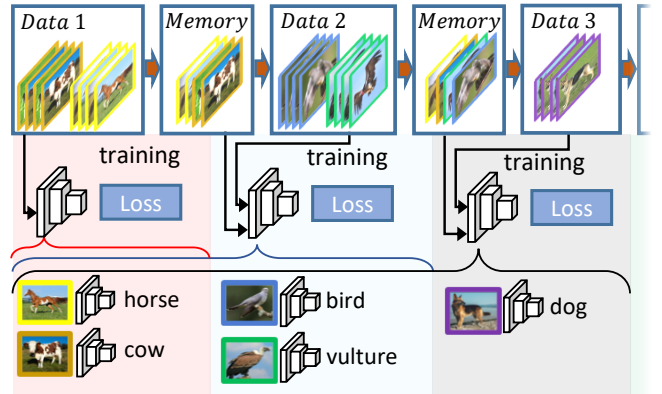 Data 1
Memory
Data 2
Memory
Data 3
training
training
training
Loss
Loss
Loss
horse
bird
dog
cow
vulture